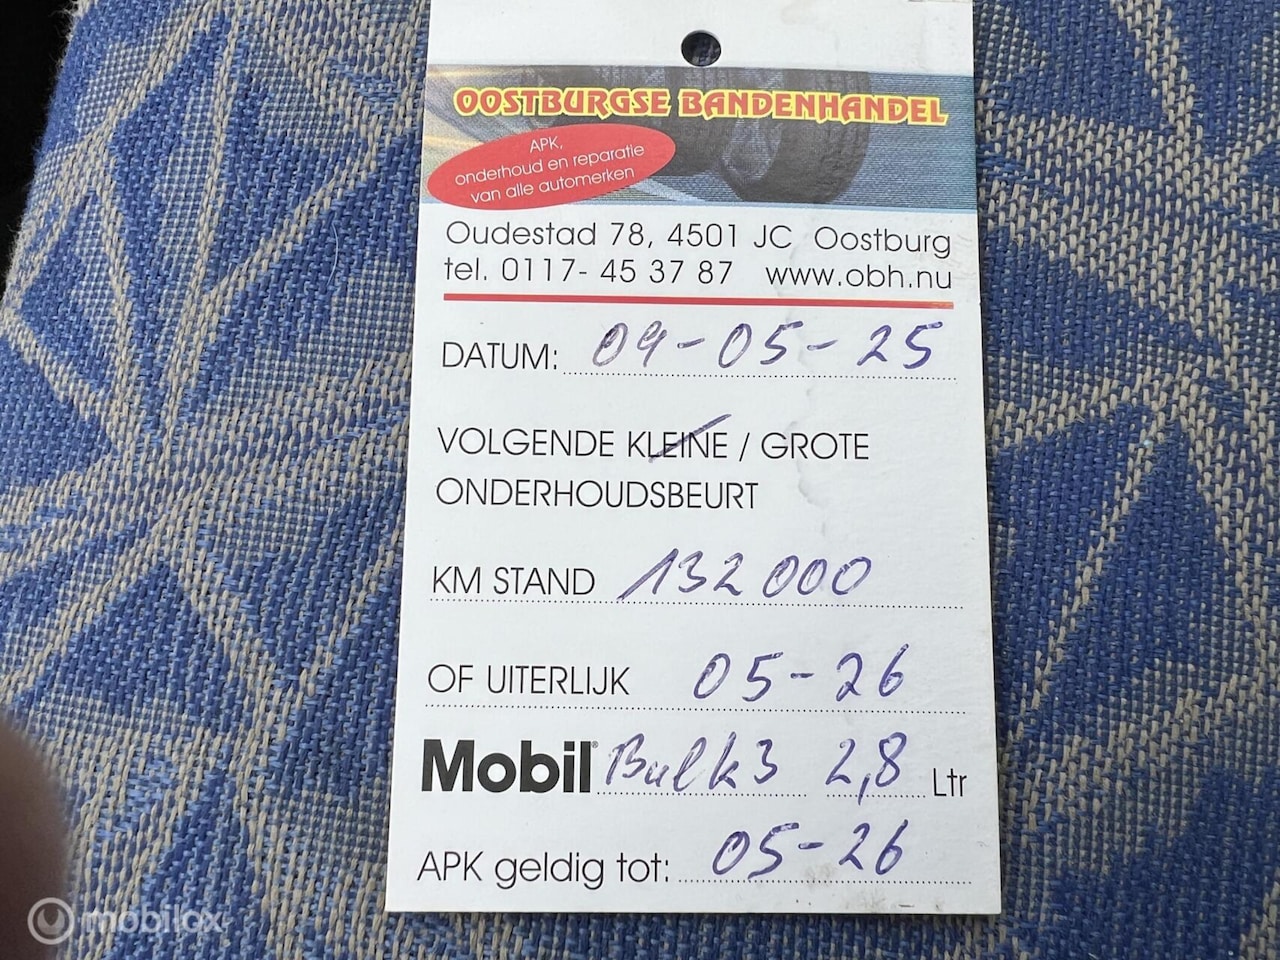 OOSTBURGSE BANDENHANDEL
APK,
onderhoud en reparatie
van alle automerken
Oudestad 78, 4501 JC Oostburg
tel. 0117- 45 37 87 www.obh.nu
DATUM: 09-05-25
VOLGENDE KLEINE / GROTE
ONDERHOUDSBEURT
KM STAND 132000
OF UITERLIJK 05-26
Mobil Bulk3 2,8 Ltr
APK geldig tot: 05-26
mobilox